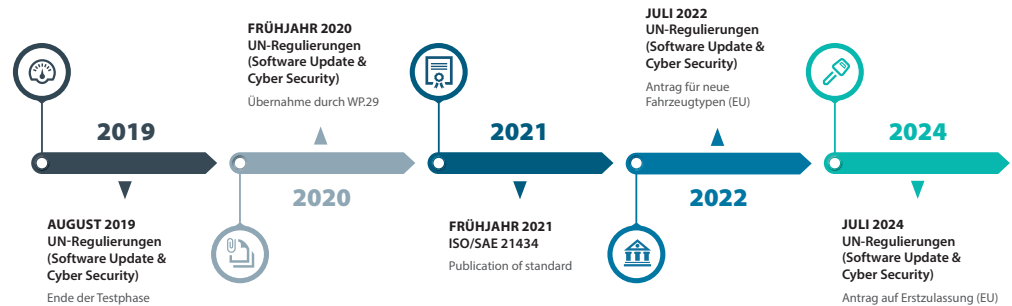 2019
AUGUST 2019
UN-Regulierungen
(Software Update &
Cyber Security)
Ende der Testphase
FRÜHJAHR 2020
UN-Regulierungen
(Software Update &
Cyber Security)
Übernahme durch WP.29
2020
2021
FRÜHJAHR 2021
ISO/SAE 21434
Publication of standard
JULI 2022
UN-Regulierungen
(Software Update &
Cyber Security)
Antrag für neue
Fahrzeugtypen (EU)
2022
2024
JULI 2024
UN-Regulierungen
(Software Update &
Cyber Security)
Antrag auf Erstzulassung (EU)